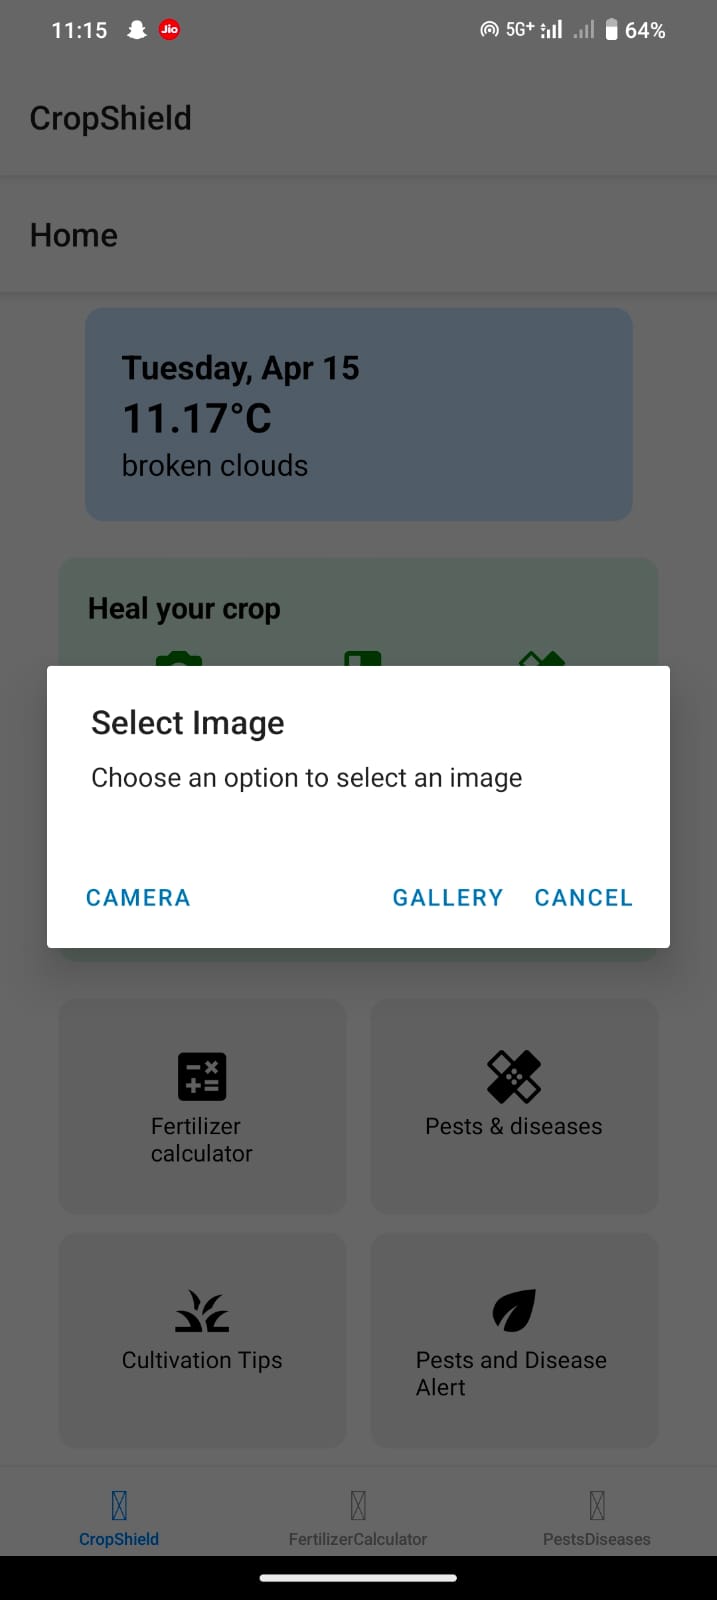 11:15 Jio 5G+ 64%
CropShield
Home
Tuesday, Apr 15
11.17°C
broken clouds
Heal your crop
Select Image
Choose an option to select an image
CAMERA GALLERY CANCEL
Fertilizer
calculator
Pests & diseases
Cultivation Tips
Pests and Disease
Alert
CropShield FertilizerCalculator PestsDiseases